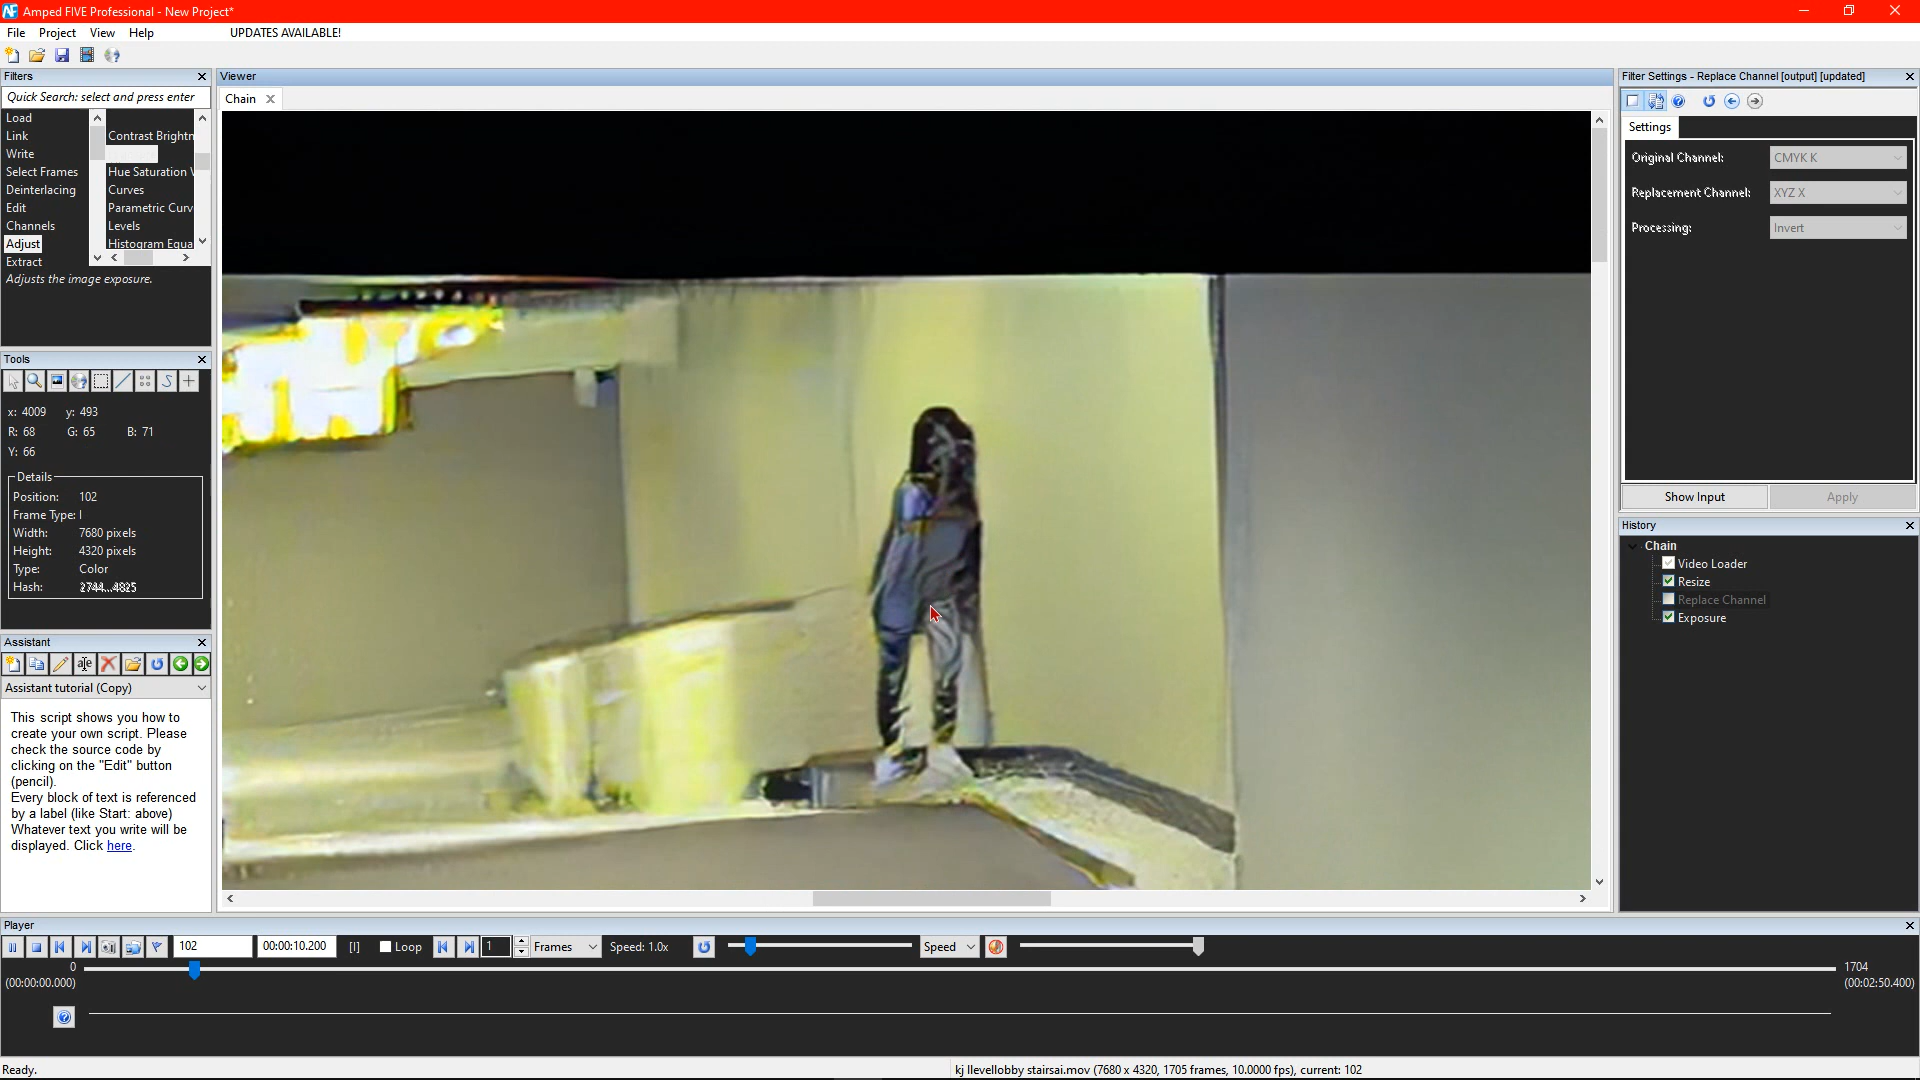 Amped FIVE Professional - New Project*
File Project View Help UPDATES AVAILABLE!
Filters
Quick Search: select and press enter
Load
Link
Write
Select Frames
Deinterlacing
Edit
Channels
Adjust
Extract
Contrast Brightn
Hue Saturation V
Curves
Parametric Curv
Levels
Histogram Equa
Adjusts the image exposure.
Tools
x: 4009 y: 493
R: 68 G: 65 B: 71
Y: 66
Details
Position: 102
Frame Type: I
Width: 7680 pixels
Height: 4320 pixels
Type: Color
Hash: 2744...4825
Assistant
Assistant tutorial (Copy)
This script shows you how to
create your own script. Please
check the source code by
clicking on the "Edit" button
(pencil).
Every block of text is referenced
by a label (like Start: above)
Whatever text you write will be
displayed. Click here.
Viewer
Chain
Filter Settings - Replace Channel [output] [updated]
Settings
Original Channel: CMYK K
Replacement Channel: XYZ X
Processing: Invert
Show Input Apply
History
Chain
Video Loader
Resize
Replace Channel
Exposure
Player
102 00:00:10.200 [I] Loop 1 Frames Speed: 1.0x Speed
0 1704
(00:00:00.000) (00:02:50.400)
Ready. kj llevellobby stairsai.mov (7680 x 4320, 1705 frames, 10.0000 fps), current: 102